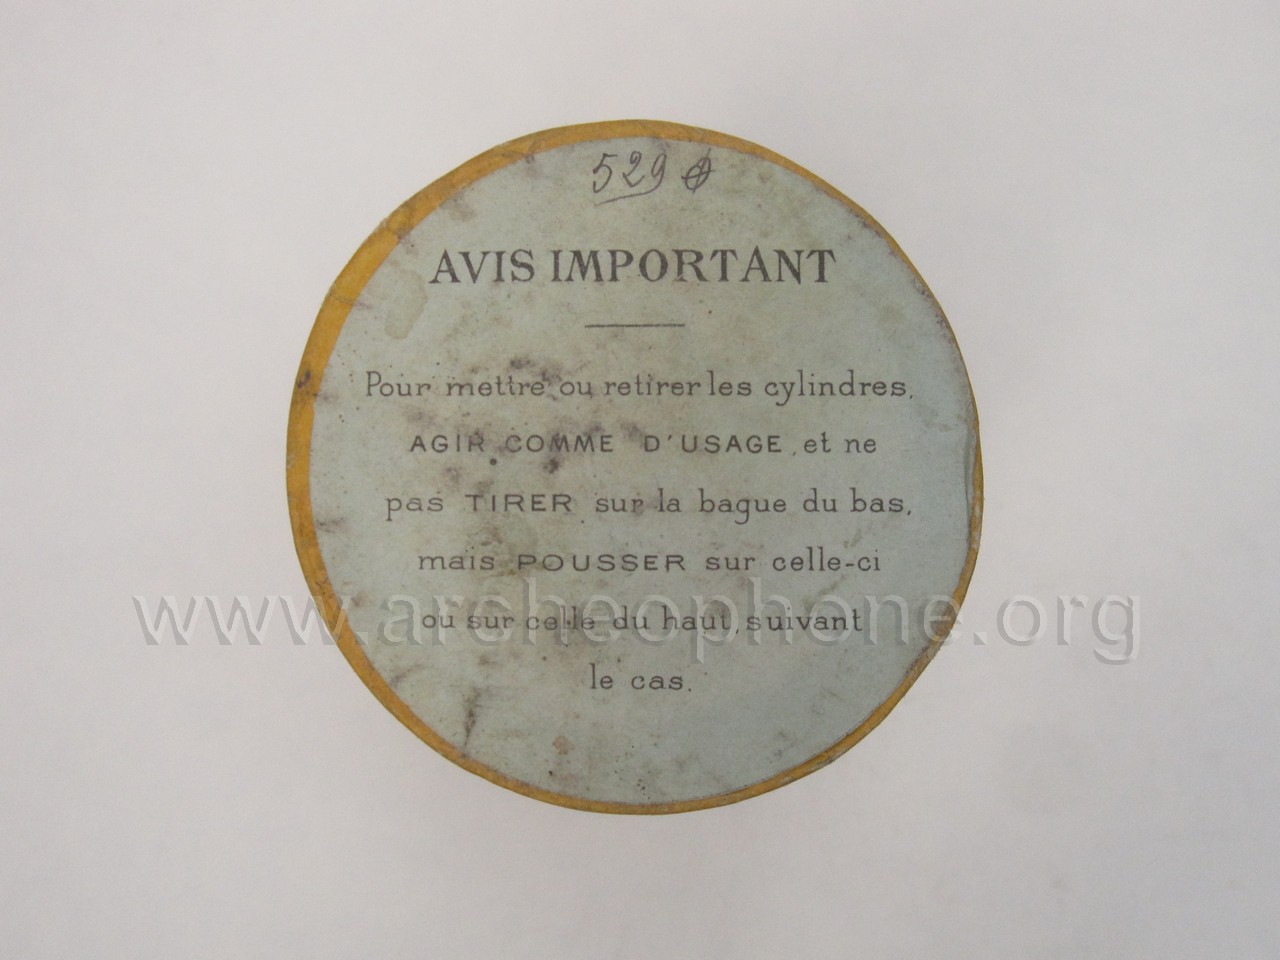 529
AVIS IMPORTANT
Pour mettre ou retirer les cylindres,
AGIR COMME D'USAGE, et ne
pas TIRER sur la bague du bas,
mais POUSSER sur celle-ci
www.archeophone.org
ou sur celle du haut, suivant
le cas.